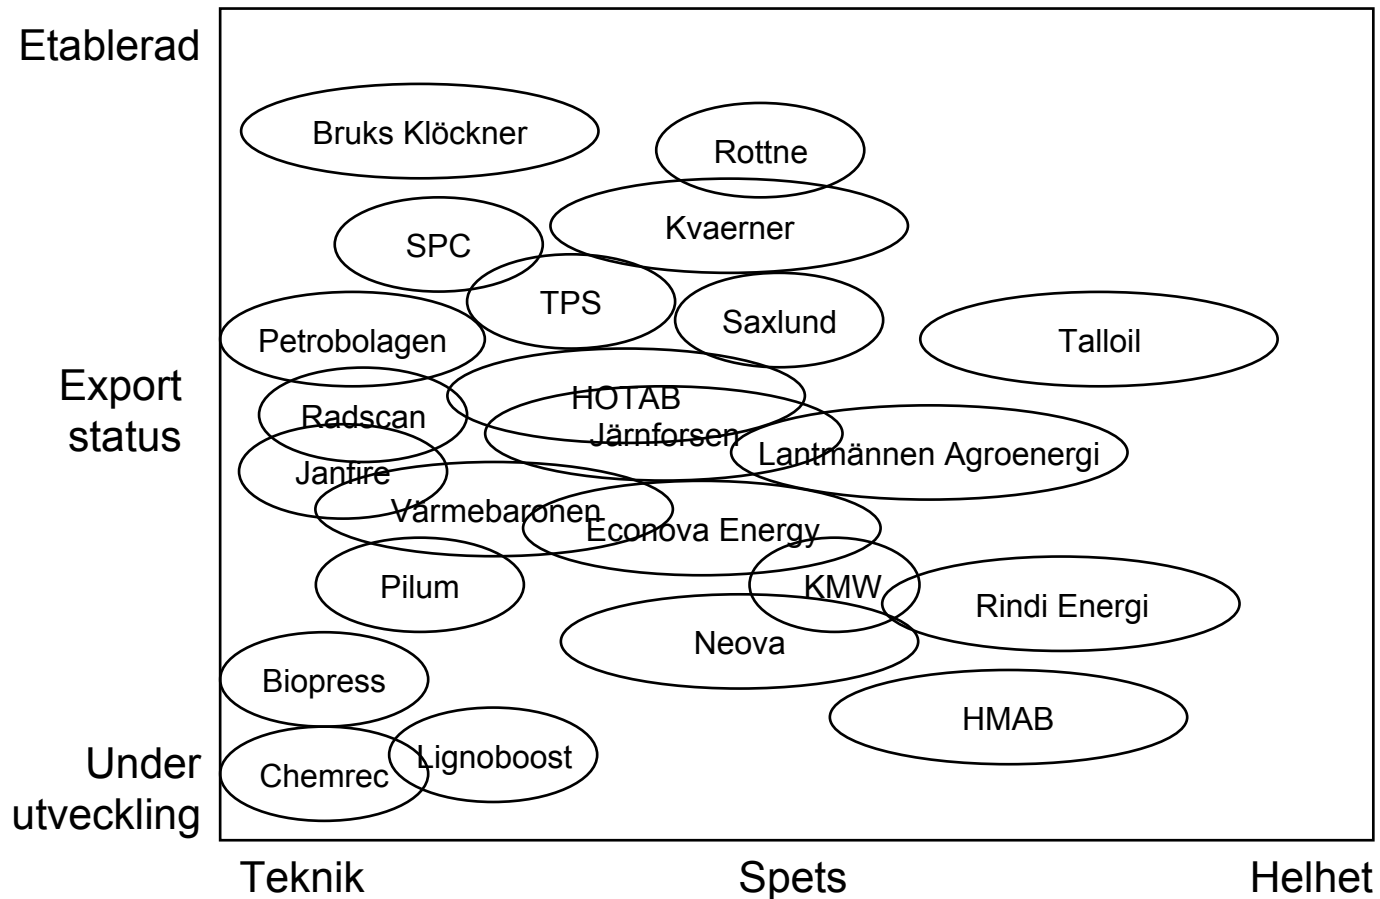 Etablerad
Bruks Klöckner
Rottne
Kvaerner
SPC
TPS
Saxlund
Petrobolagen
Talloil
Export
status
HOTAB
Radscan
Järnforsen
Lantmännen Agroenergi
Janfire
Värmebaronen
Econova Energy
Pilum
KMW
Rindi Energi
Neova
Biopress
HMAB
Lignoboost
Under
utveckling
Chemrec
Teknik
Spets
Helhet